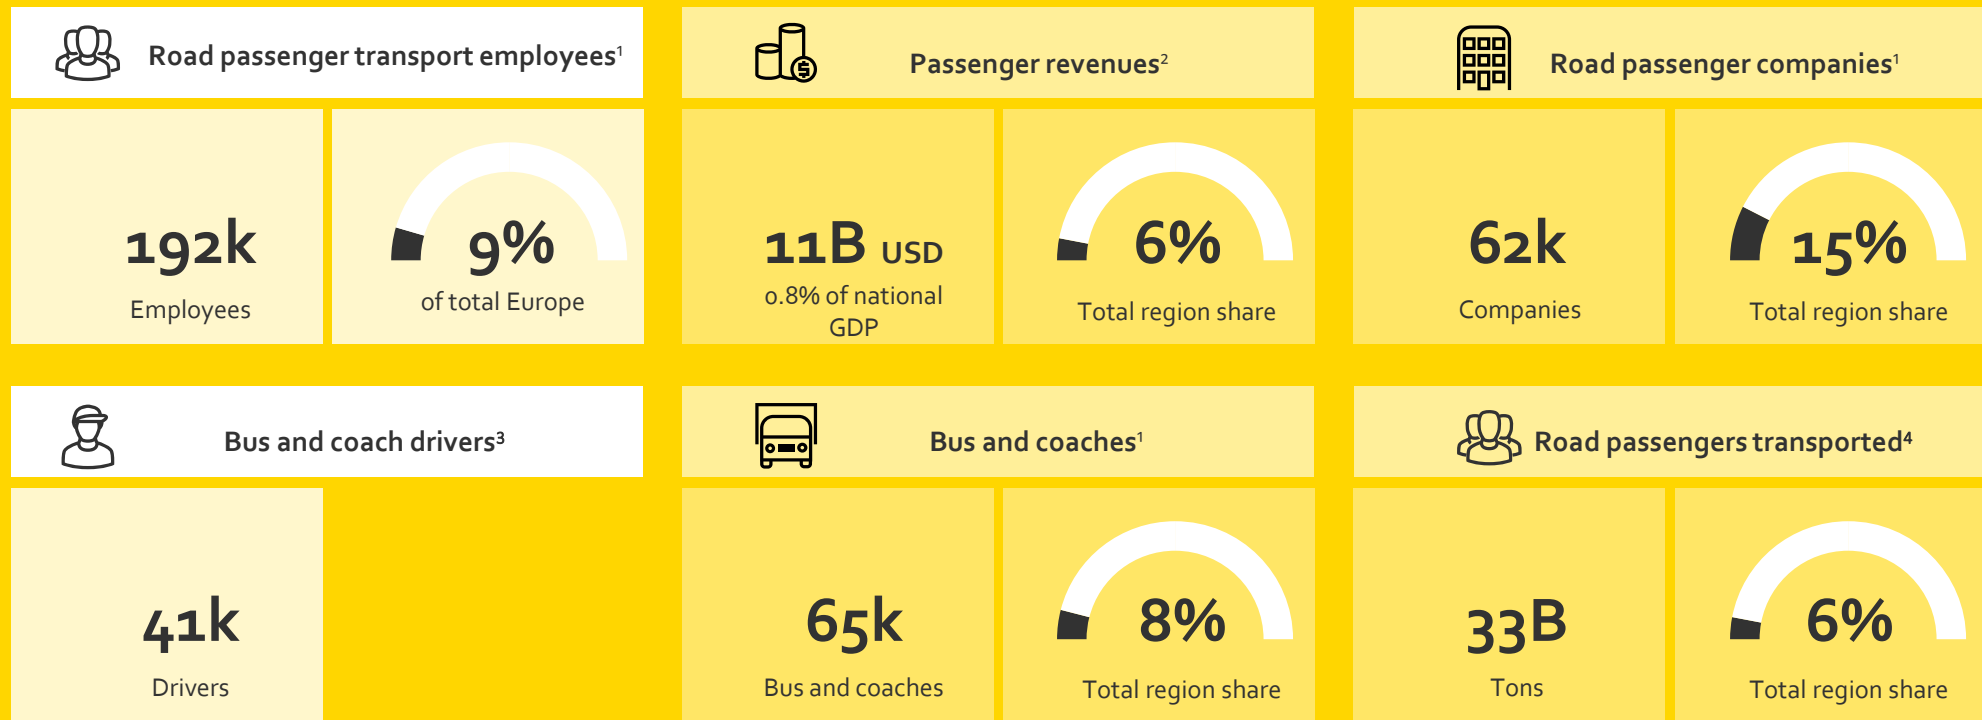 Road passenger transport employees¹
192k
Employees
9%
of total Europe
Passenger revenues²
11B USD
0.8% of national
GDP
6%
Total region share
Road passenger companies¹
62k
Companies
15%
Total region share
Bus and coach drivers³
41k
Drivers
Bus and coaches¹
65k
Bus and coaches
8%
Total region share
Road passengers transported⁴
33B
Tons
6%
Total region share